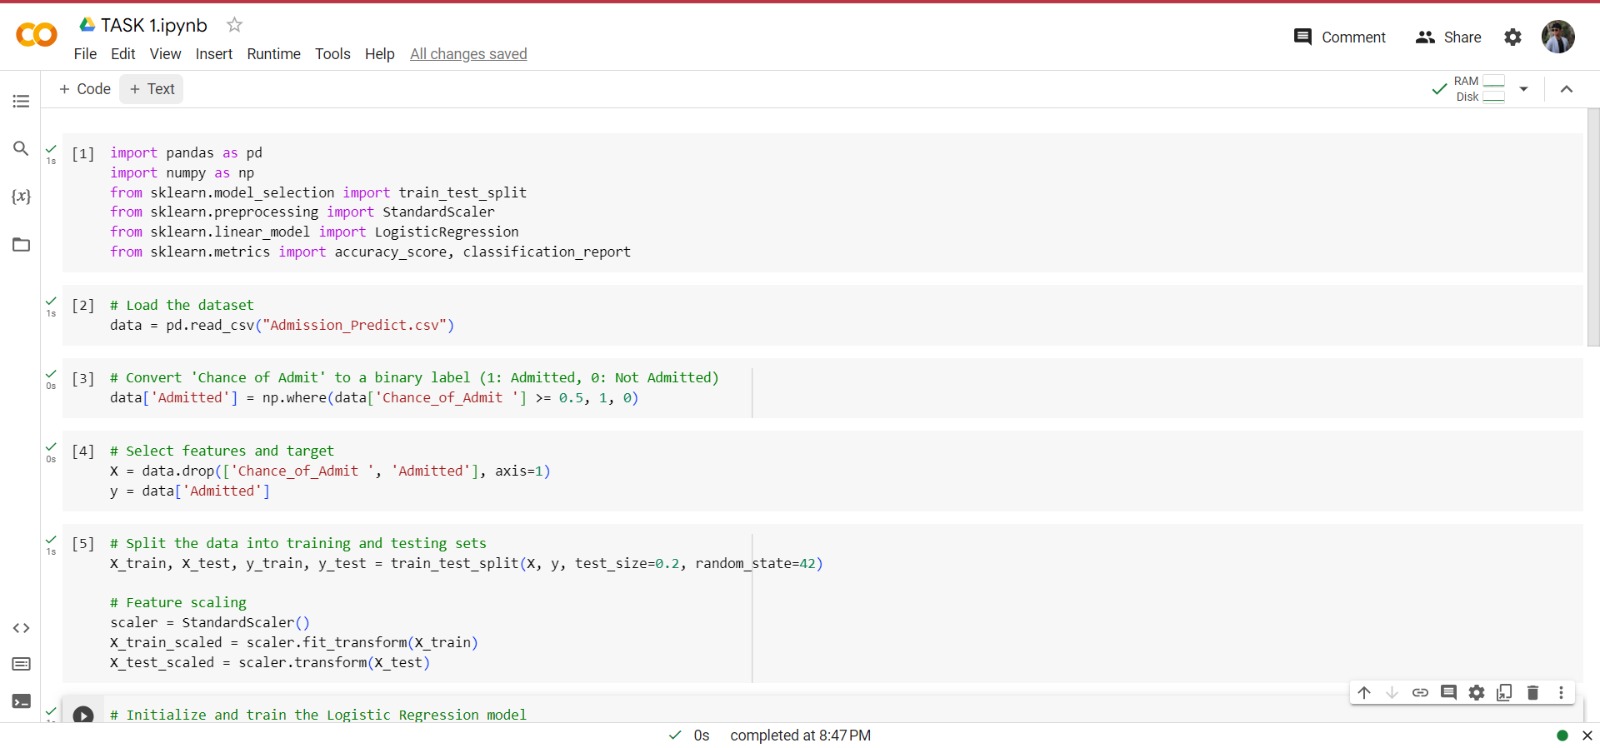 TASK 1.ipynb
File Edit View Insert Runtime Tools Help All changes saved
Comment Share
+ Code + Text
RAM
Disk
1s
[1] import pandas as pd
import numpy as np
from sklearn.model_selection import train_test_split
from sklearn.preprocessing import StandardScaler
from sklearn.linear_model import LogisticRegression
from sklearn.metrics import accuracy_score, classification_report
1s
[2] # Load the dataset
data = pd.read_csv("Admission_Predict.csv")
0s
[3] # Convert 'Chance of Admit' to a binary label (1: Admitted, 0: Not Admitted)
data['Admitted'] = np.where(data['Chance_of_Admit '] >= 0.5, 1, 0)
0s
[4] # Select features and target
X = data.drop(['Chance_of_Admit ', 'Admitted'], axis=1)
y = data['Admitted']
1s
[5] # Split the data into training and testing sets
X_train, X_test, y_train, y_test = train_test_split(X, y, test_size=0.2, random_state=42)
# Feature scaling
scaler = StandardScaler()
X_train_scaled = scaler.fit_transform(X_train)
X_test_scaled = scaler.transform(X_test)
# Initialize and train the Logistic Regression model
0s completed at 8:47 PM